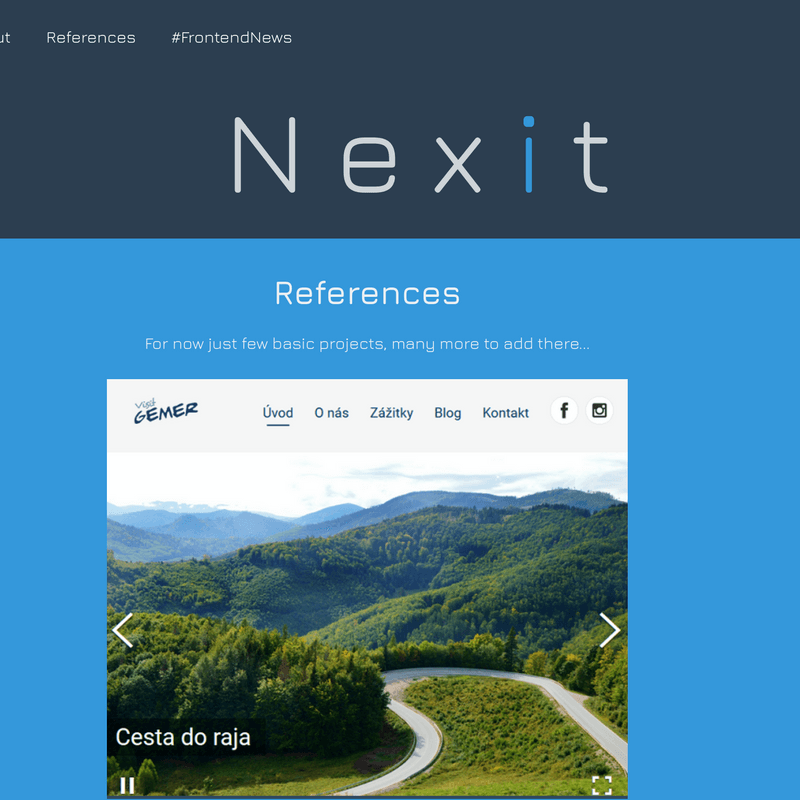 ut References #FrontendNews
Nexit
References
For now just few basic projects, many more to add there...
Visit
GEMER
Úvod O nás Zážitky Blog Kontakt
Cesta do raja